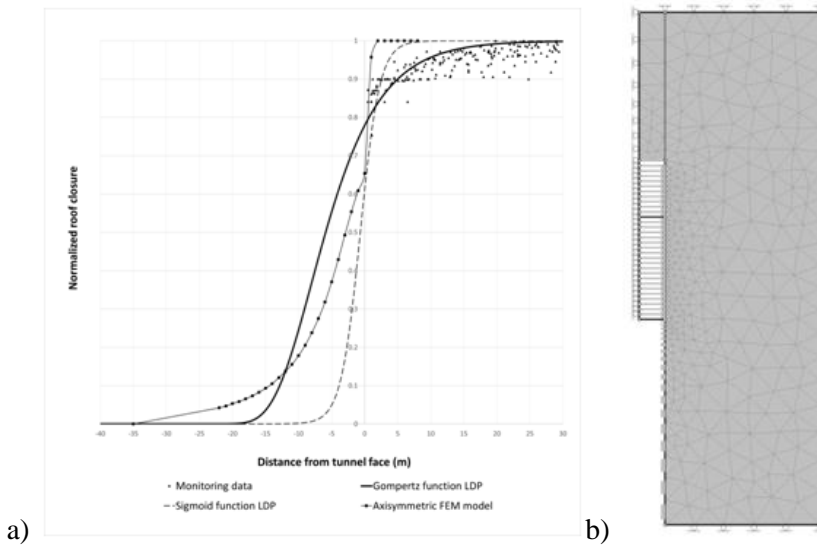 1
0.9
0.8
0.7
0.6
0.5
0.4
0.3
0.2
0.1
0
-40 -35 -30 -25 -20 -15 -10 -5 0 5 10 15 20 25 30
Normalized roof closure
Distance from tunnel face (m)
Monitoring data
Gompertz function LDP
Sigmoid function LDP
Axisymmetric FEM model
a)
b)